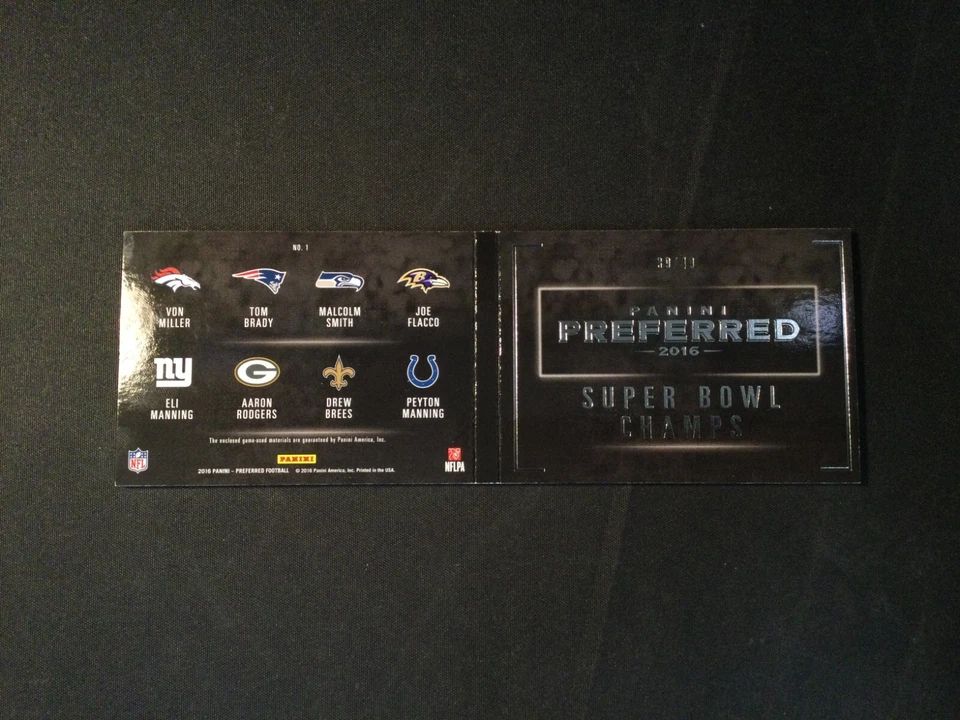 NO. 1
VON
MILLER
TOM
BRADY
MALCOLM
SMITH
JOE
FLACCO
ny
ELI
MANNING
G
AARON
RODGERS
DREW
BREES
PEYTON
MANNING
The enclosed game-used materials are guaranteed by Panini America, Inc.
NFL
PANINI
NFLPA
2016 PANINI – PREFERRED FOOTBALL © 2016 Panini America, Inc. Printed in the USA.
PANINI
PREFERRED
2016
SUPER BOWL
CHAMPS